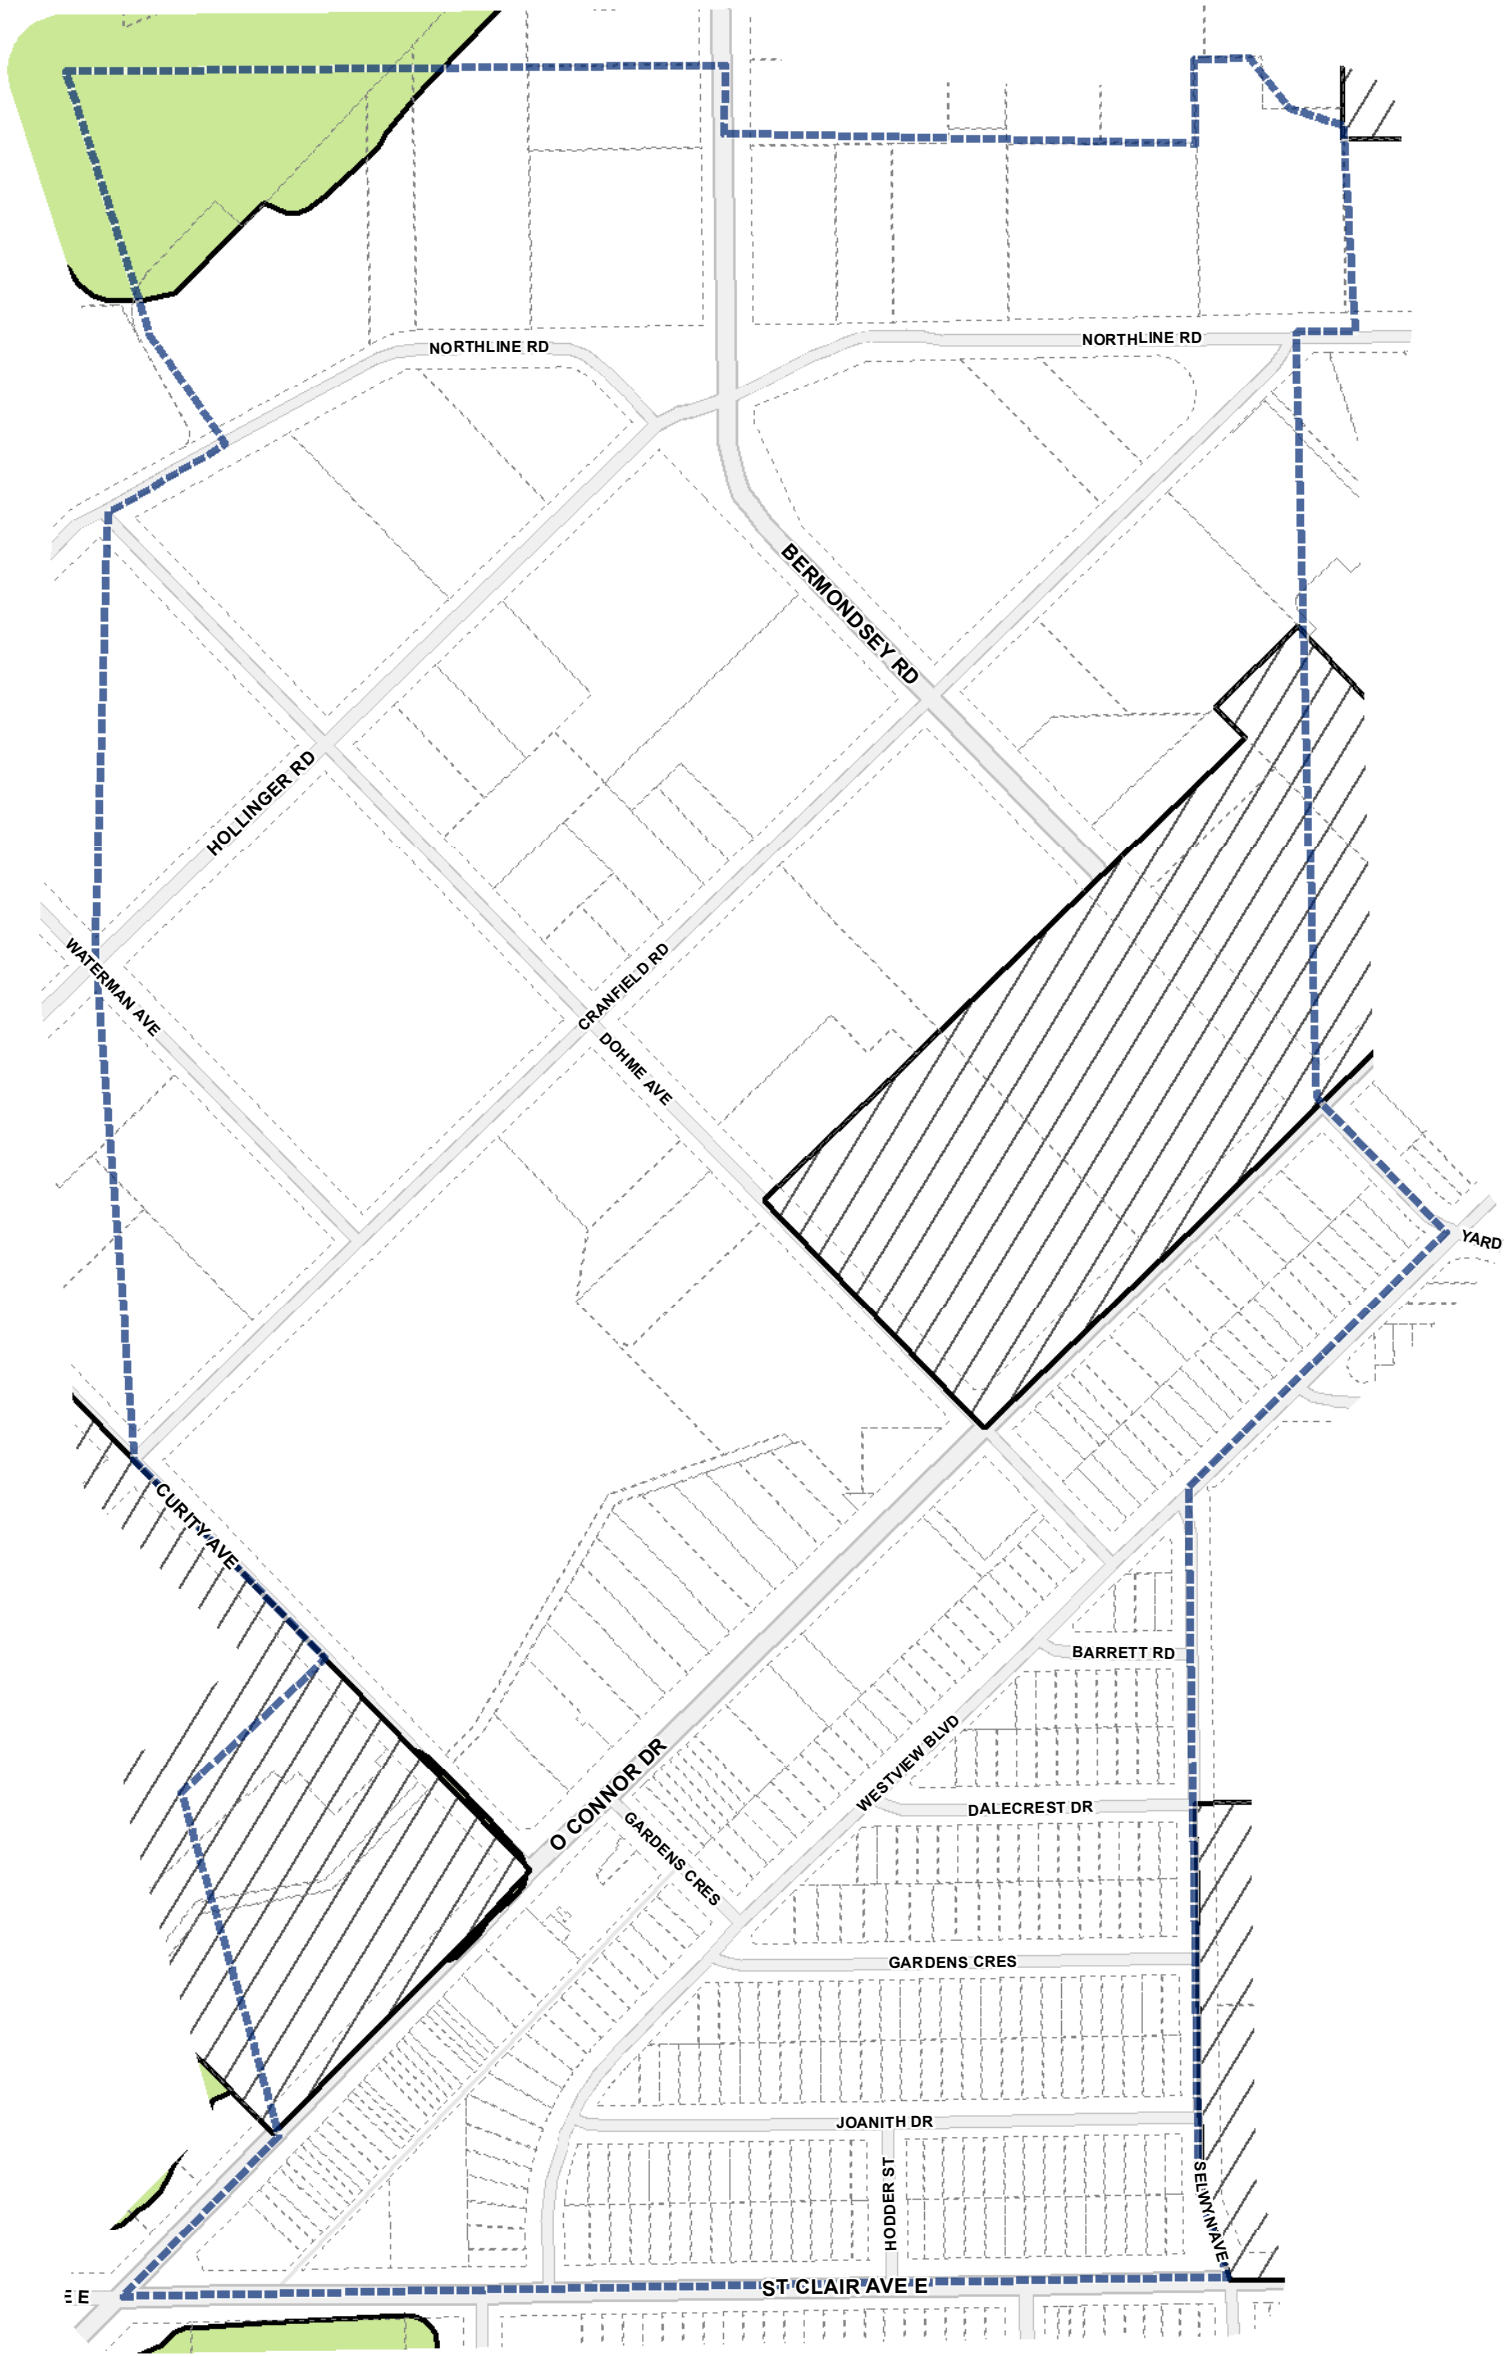 NORTHLINE RD
NORTHLINE RD
BERMONDSEY RD
HOLLINGER RD
WATERMAN AVE
CRANFIELD RD
DOHME AVE
YARD
CURITY AVE
BARRETT RD
WESTVIEW BLVD
O CONNOR DR
DALECREST DR
GARDENS CRES
GARDENS CRES
JOANITH DR
HODDER ST
SELWYN AVE
ST CLAIR AVE E
E